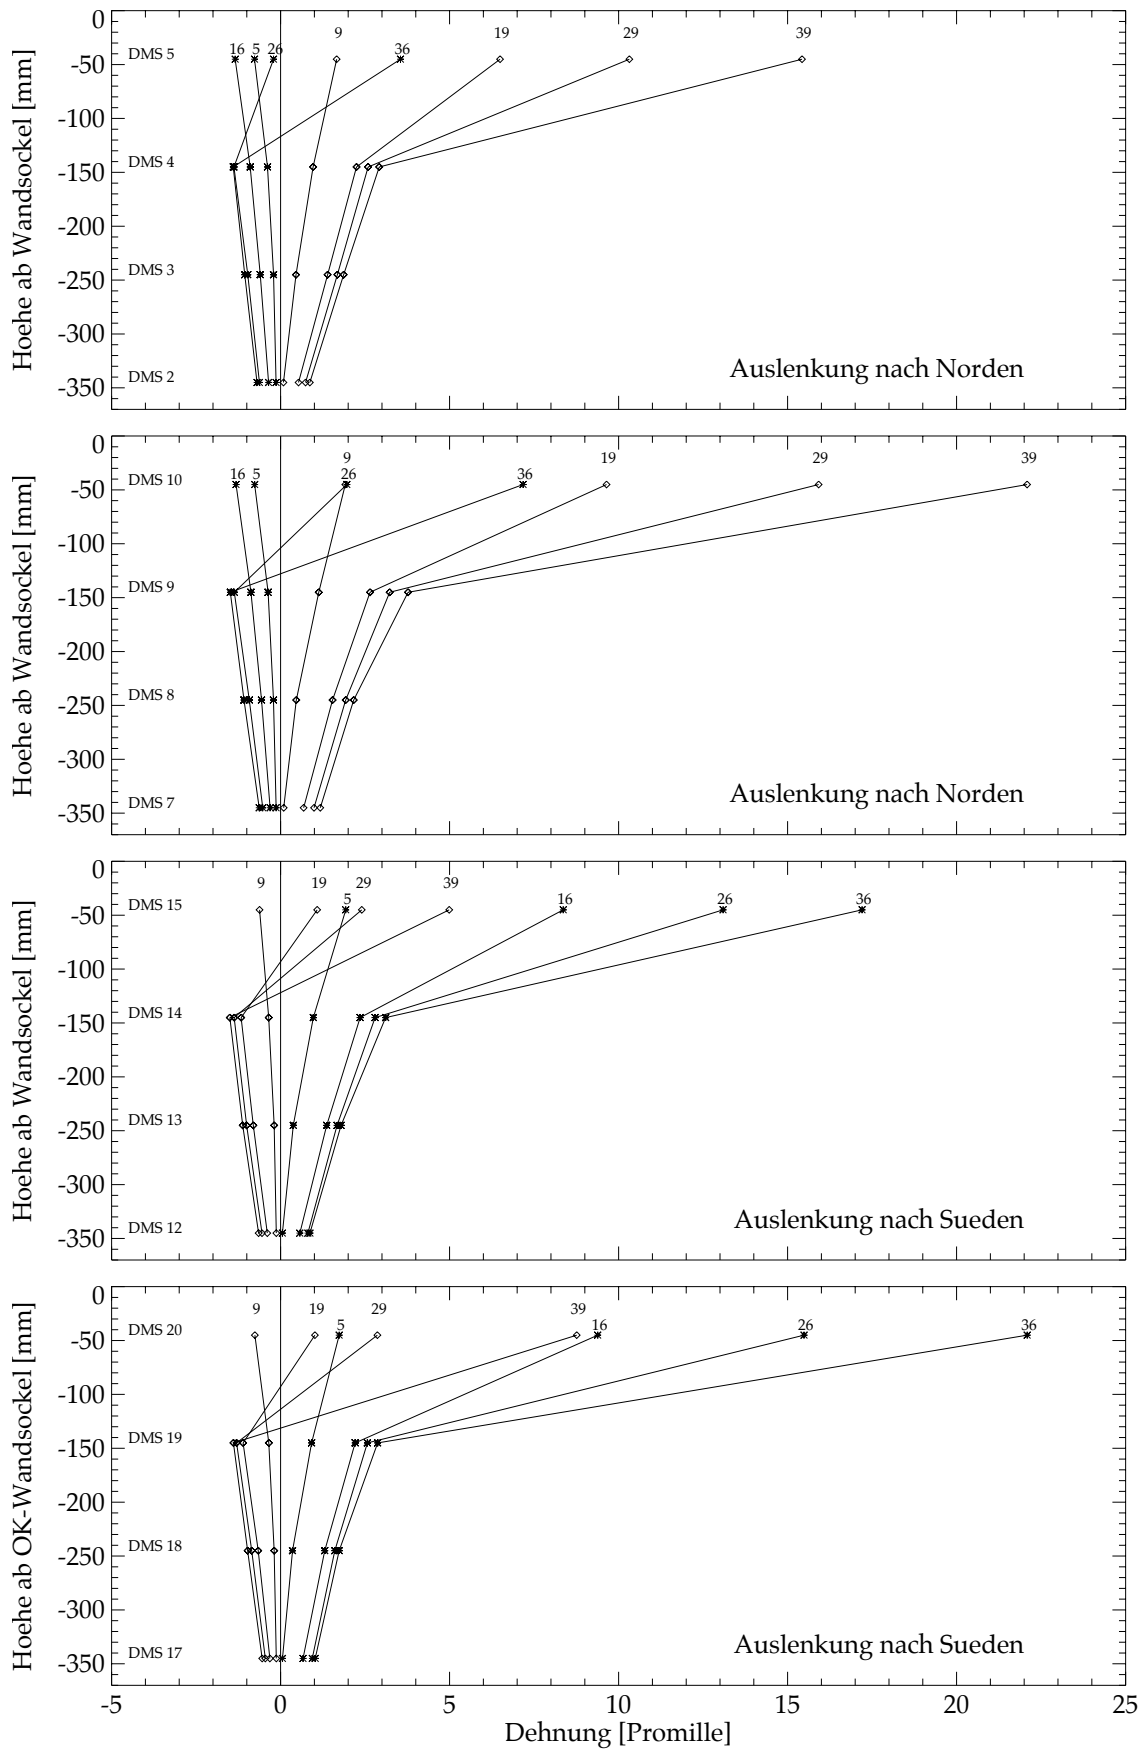 Hoehe ab Wandsockel [mm]
0
-50
-100
-150
-200
-250
-300
-350
DMS 5
DMS 4
DMS 3
DMS 2
9 19 29 39
16 5 26 36
Auslenkung nach Norden
Hoehe ab Wandsockel [mm]
0
-50
-100
-150
-200
-250
-300
-350
DMS 10
DMS 9
DMS 8
DMS 7
9 19 29 39
16 5 26 36
Auslenkung nach Norden
Hoehe ab Wandsockel [mm]
0
-50
-100
-150
-200
-250
-300
-350
DMS 15
DMS 14
DMS 13
DMS 12
9 19 29 39
5 16 26 36
Auslenkung nach Sueden
Hoehe ab OK-Wandsockel [mm]
0
-50
-100
-150
-200
-250
-300
-350
DMS 20
DMS 19
DMS 18
DMS 17
9 19 29 39
5 16 26 36
Auslenkung nach Sueden
-5 0 5 10 15 20 25
Dehnung [Promille]